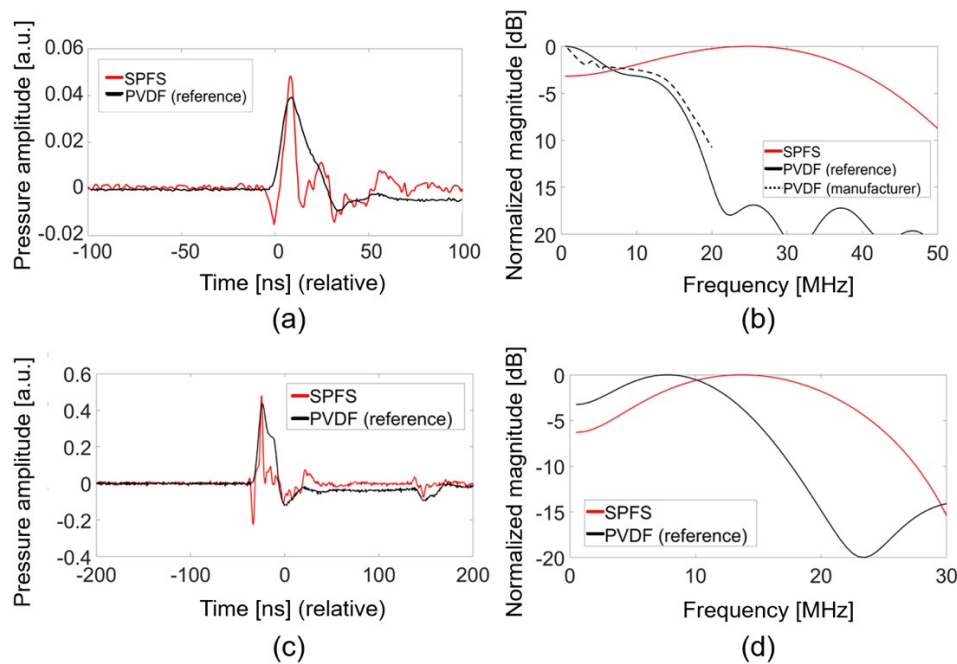 Pressure amplitude [a.u.]
0.06
0.04
0.02
0
-0.02
SPFS
PVDF (reference)
-100
-50
0
50
100
Time [ns] (relative)
(a)
Normalized magnitude [dB]
0
-5
10
15
20
SPFS
PVDF (reference)
PVDF (manufacturer)
0
10
20
30
40
50
Frequency [MHz]
(b)
Pressure amplitude [a.u.]
0.6
0.4
0.2
0
-0.2
-0.4
SPFS
PVDF (reference)
-200
-100
0
100
200
Time [ns] (relative)
(c)
Normalized magnitude [dB]
0
-5
-10
-15
-20
SPFS
PVDF (reference)
0
10
20
30
Frequency [MHz]
(d)